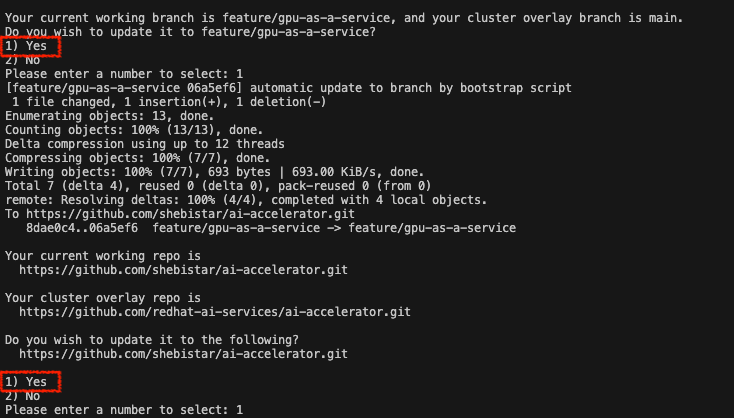 Your current working branch is feature/gpu-as-a-service, and your cluster overlay branch is main.
Do you wish to update it to feature/gpu-as-a-service?
1) Yes
2) No
Please enter a number to select: 1
[feature/gpu-as-a-service 06a5ef6] automatic update to branch by bootstrap script
 1 file changed, 1 insertion(+), 1 deletion(-)
Enumerating objects: 13, done.
Counting objects: 100% (13/13), done.
Delta compression using up to 12 threads
Compressing objects: 100% (7/7), done.
Writing objects: 100% (7/7), 693 bytes | 693.00 KiB/s, done.
Total 7 (delta 4), reused 0 (delta 0), pack-reused 0 (from 0)
remote: Resolving deltas: 100% (4/4), completed with 4 local objects.
To https://github.com/shebistar/ai-accelerator.git
   8dae0c4..06a5ef6  feature/gpu-as-a-service -> feature/gpu-as-a-service

Your current working repo is
  https://github.com/shebistar/ai-accelerator.git

Your cluster overlay repo is
  https://github.com/redhat-ai-services/ai-accelerator.git

Do you wish to update it to the following?
  https://github.com/shebistar/ai-accelerator.git

1) Yes
2) No
Please enter a number to select: 1